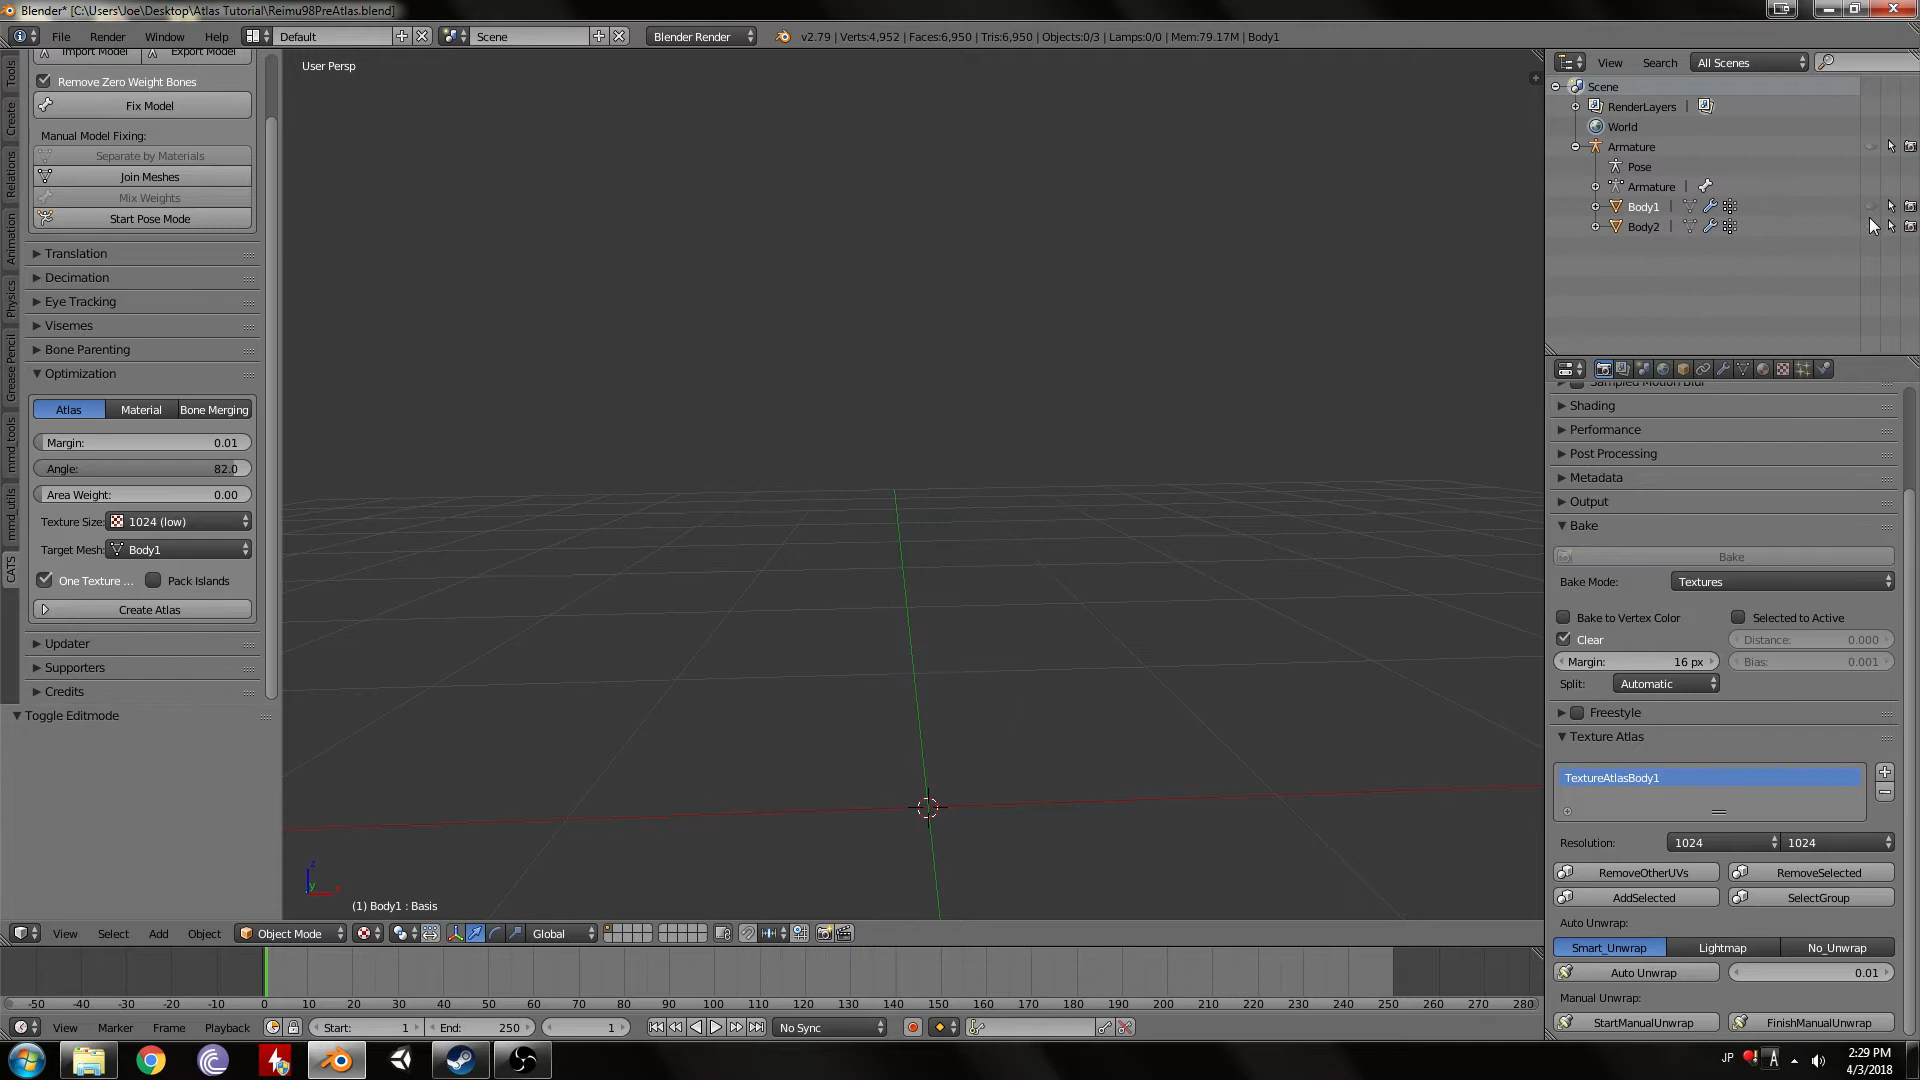 Blender* [C:\Users\Joe\Desktop\Atlas Tutorial\Reimu98PreAtlas.blend]
File Render Window Help Default Scene Blender Render v2.79 | Verts:4,952 | Faces:6,950 | Tris:6,950 | Objects:0/3 | Lamps:0/0 | Mem:79.17M | Body1
Tools
Create
Relations
Animation
Physics
Grease Pencil
mmd_tools
mmd_utils
CATS
Import Model Export Model
Remove Zero Weight Bones
Fix Model
Manual Model Fixing:
Separate by Materials
Join Meshes
Mix Weights
Start Pose Mode
Translation
Decimation
Eye Tracking
Visemes
Bone Parenting
Optimization
Atlas Material Bone Merging
Margin: 0.01
Angle: 82.0
Area Weight: 0.00
Texture Size: 1024 (low)
Target Mesh: Body1
One Texture ... Pack Islands
Create Atlas
Updater
Supporters
Credits
Toggle Editmode
User Persp
z
y
x
(1) Body1 : Basis
View Select Add Object Object Mode Global
-50 -40 -30 -20 -10 0 10 20 30 40 50 60 70 80 90 100 110 120 130 140 150 160 170 180 190 200 210 220 230 240 250 260 270 280
View Marker Frame Playback Start: 1 End: 250 1 No Sync
View Search All Scenes
Scene
RenderLayers |
World
Armature
Pose
Armature |
Body1 |
Body2 |
Sampled Motion Blur
Shading
Performance
Post Processing
Metadata
Output
Bake
Bake
Bake Mode: Textures
Bake to Vertex Color Selected to Active
Clear Distance: 0.000
Margin: 16 px Bias: 0.001
Split: Automatic
Freestyle
Texture Atlas
TextureAtlasBody1
Resolution: 1024 1024
RemoveOtherUVs RemoveSelected
AddSelected SelectGroup
Auto Unwrap:
Smart_Unwrap Lightmap No_Unwrap
Auto Unwrap 0.01
Manual Unwrap:
StartManualUnwrap FinishManualUnwrap
JP A 2:29 PM
4/3/2018